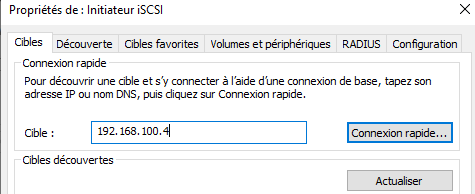 Propriétés de : Initiateur iSCSI
Cibles Découverte Cibles favorites Volumes et périphériques RADIUS Configuration
Connexion rapide
Pour découvrir une cible et s'y connecter à l'aide d'une connexion de base, tapez son
adresse IP ou nom DNS, puis cliquez sur Connexion rapide.
Cible : 192.168.100.4 Connexion rapide...
Cibles découvertes
Actualiser